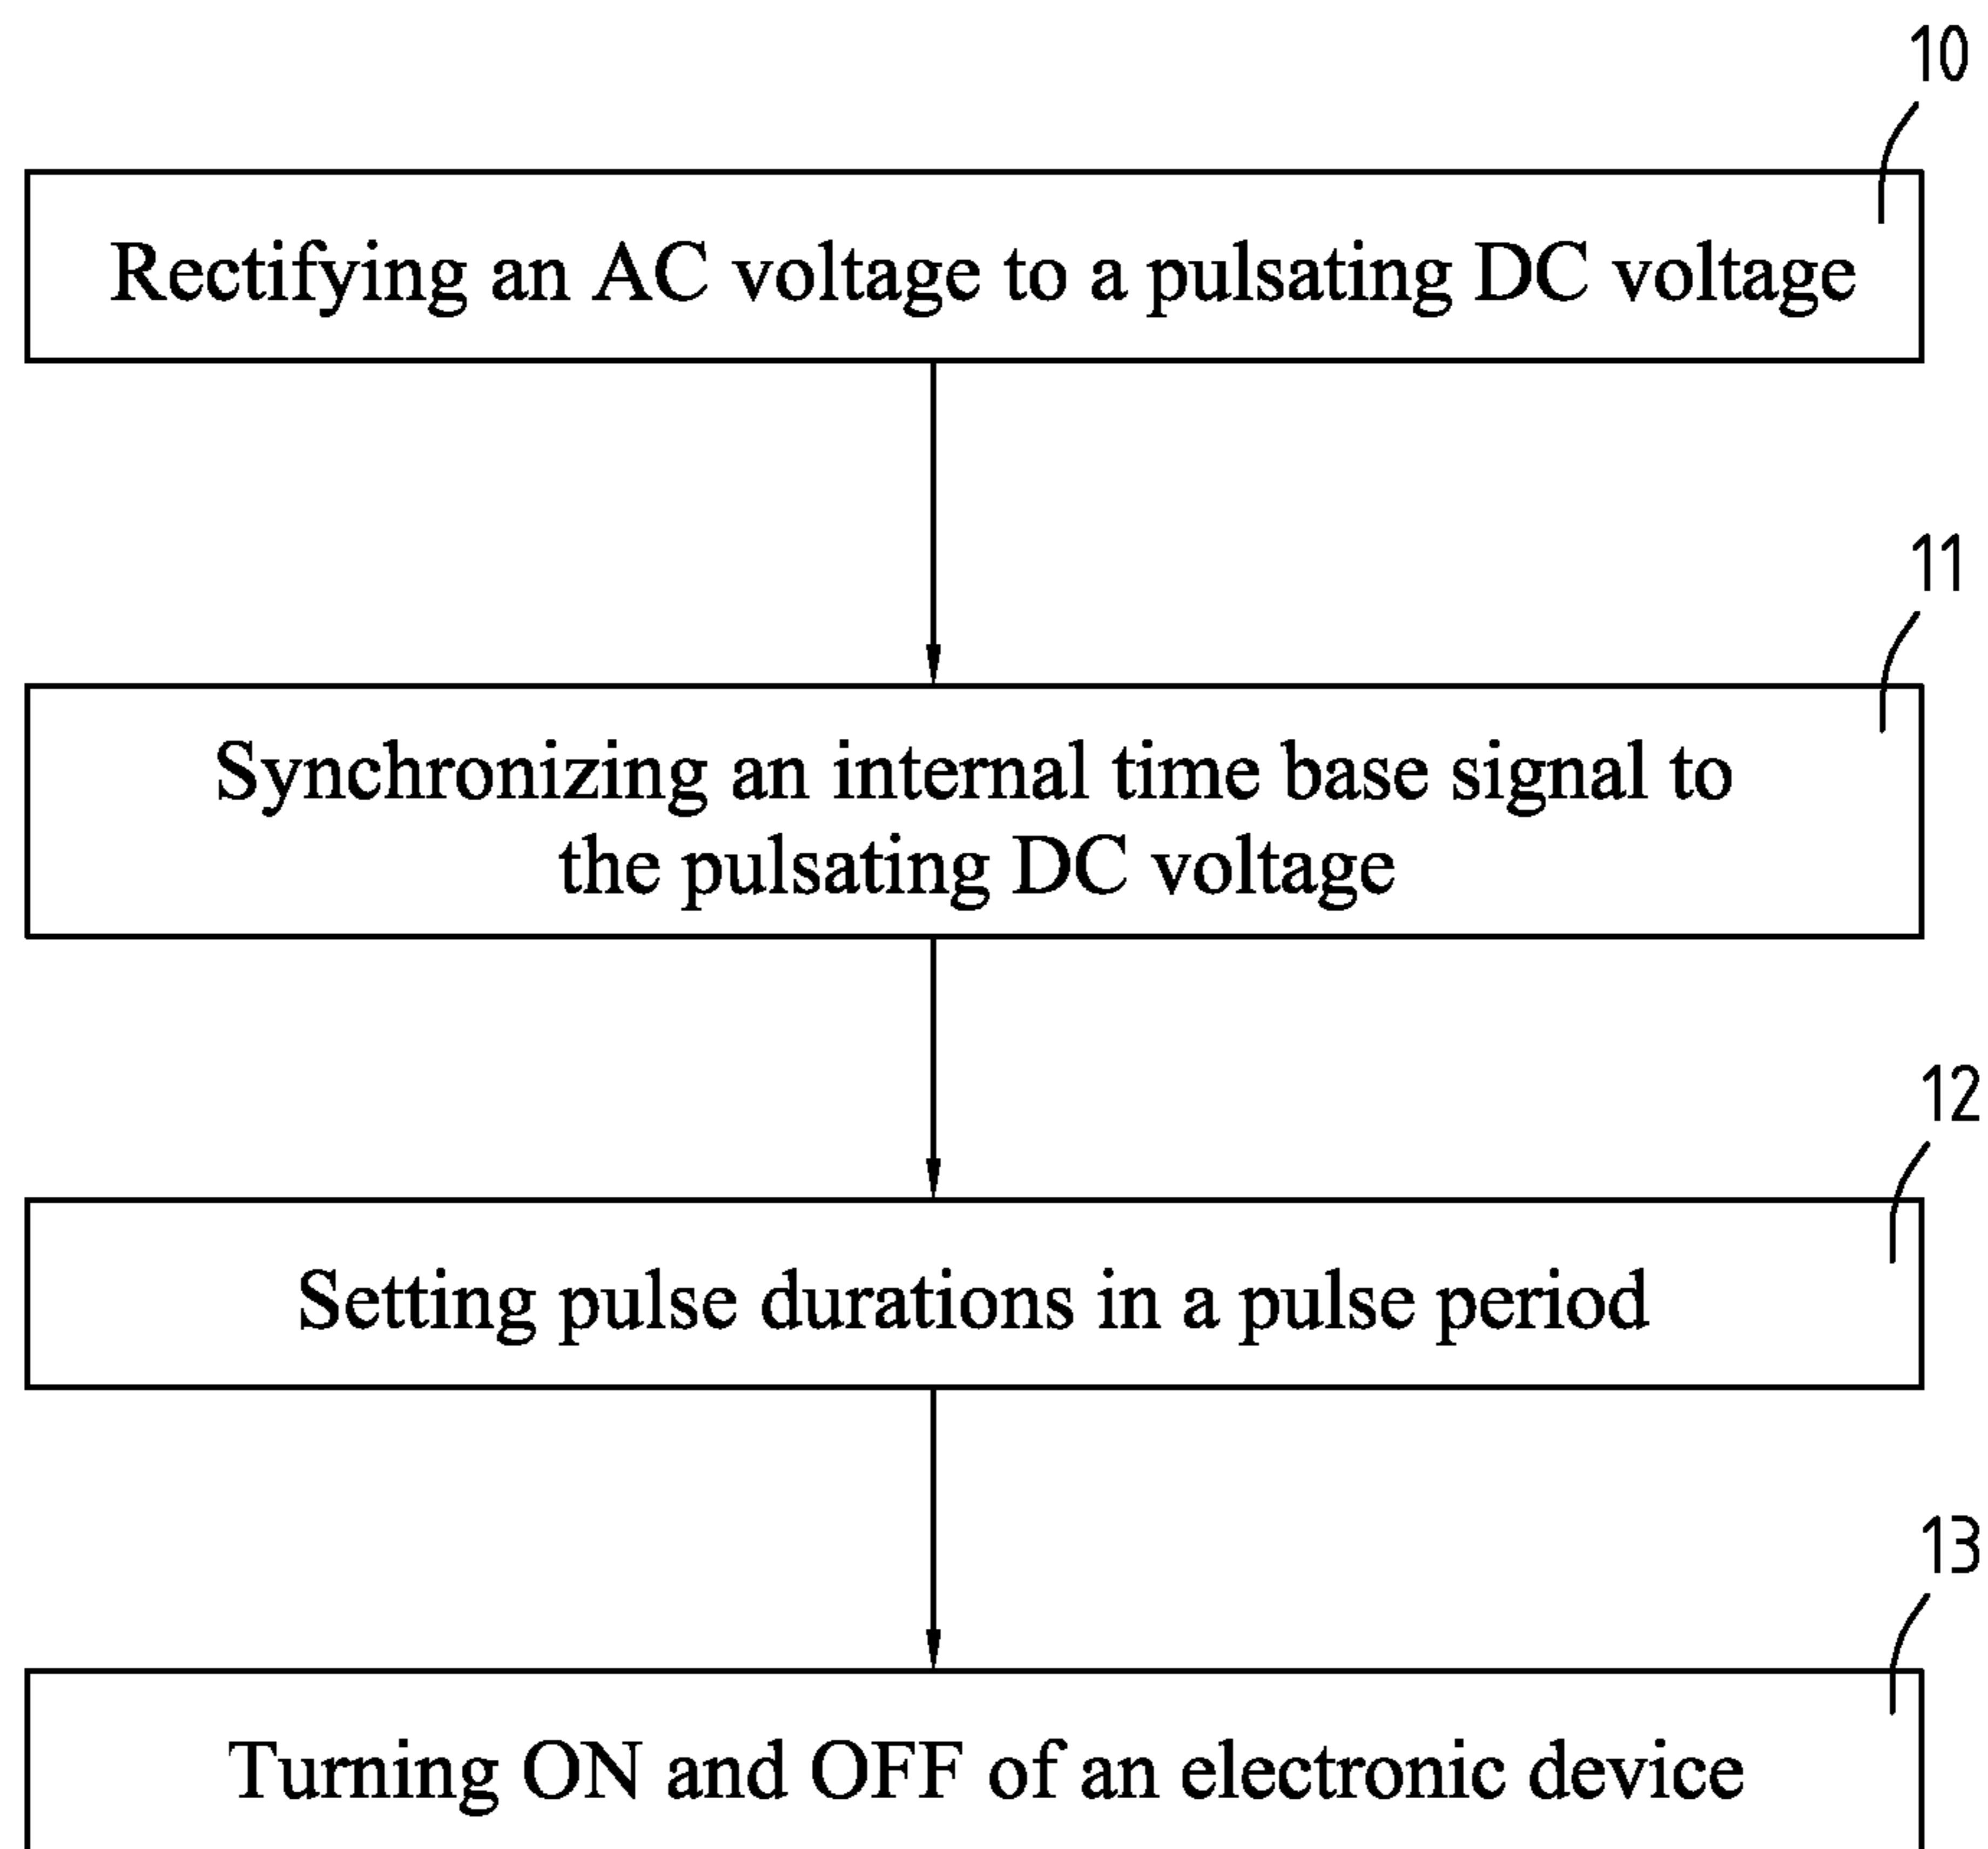 10
Rectifying an AC voltage to a pulsating DC voltage
11
Synchronizing an internal time base signal to
the pulsating DC voltage
12
Setting pulse durations in a pulse period
13
Turning ON and OFF of an electronic device